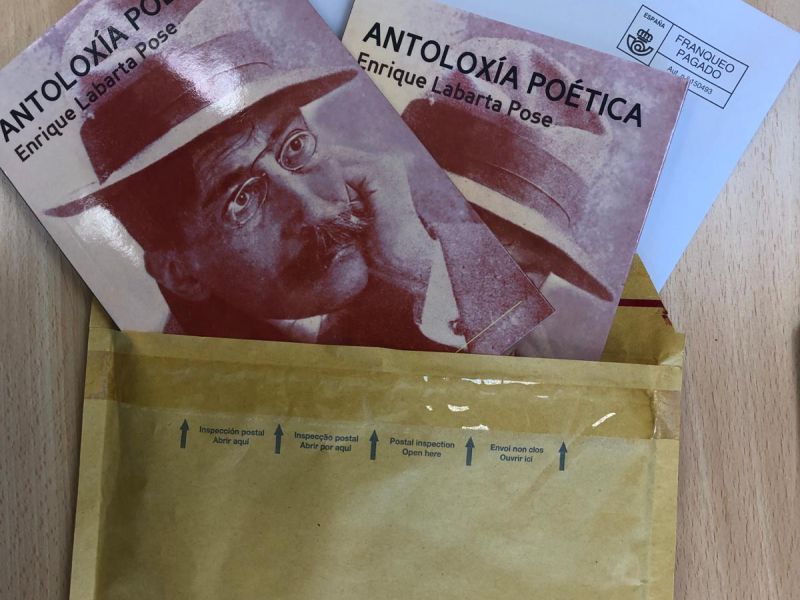 ANTOLOXÍA
Enrique Labarta Pose
ANTOLOXÍA POÉTICA
Enrique Labarta Pose
ESPAÑA
FRANQUEO
PAGADO
Inspección postal
Abrir aquí
Inspecção postal
Abrir por aqui
Postal inspection
Open here
Envoi non clos
Ouvrir ici